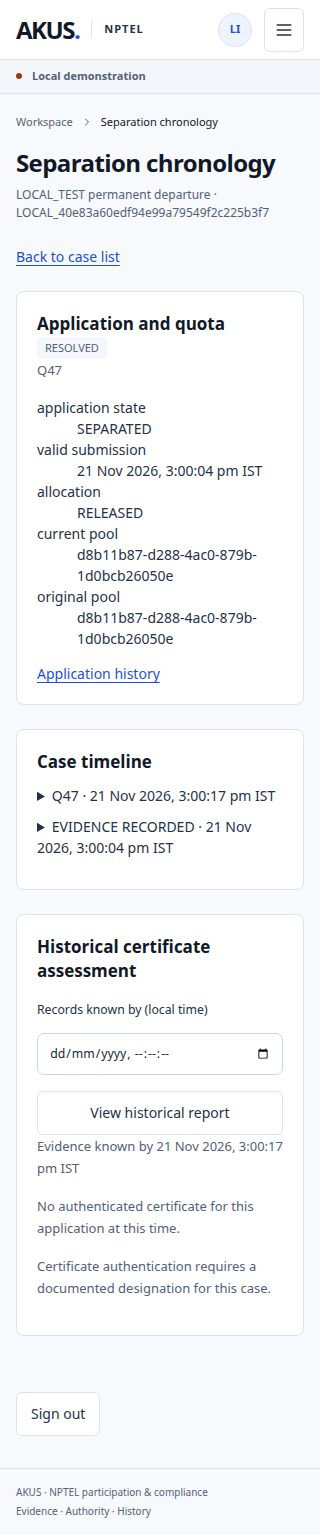 AKUS. NPTEL LI
Local demonstration
Workspace > Separation chronology
Separation chronology
LOCAL_TEST permanent departure ·
LOCAL_40e83a60edf94e99a79549f2c225b3f7
Back to case list
Application and quota
RESOLVED
Q47
application state
SEPARATED
valid submission
21 Nov 2026, 3:00:04 pm IST
allocation
RELEASED
current pool
d8b11b87-d288-4ac0-879b-
1d0bcb26050e
original pool
d8b11b87-d288-4ac0-879b-
1d0bcb26050e
Application history
Case timeline
▶ Q47 · 21 Nov 2026, 3:00:17 pm IST
▶ EVIDENCE RECORDED · 21 Nov
2026, 3:00:04 pm IST
Historical certificate
assessment
Records known by (local time)
dd/mm/yyyy, --:--:--
View historical report
Evidence known by 21 Nov 2026, 3:00:17
pm IST
No authenticated certificate for this
application at this time.
Certificate authentication requires a
documented designation for this case.
Sign out
AKUS · NPTEL participation & compliance
Evidence · Authority · History